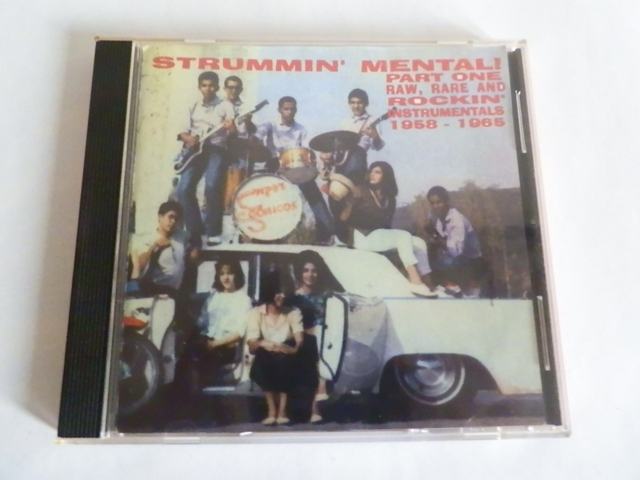 STRUMMIN' MENTAL!
PART ONE
RAW, RARE AND
ROCKIN'
INSTRUMENTALS
1958 - 1965